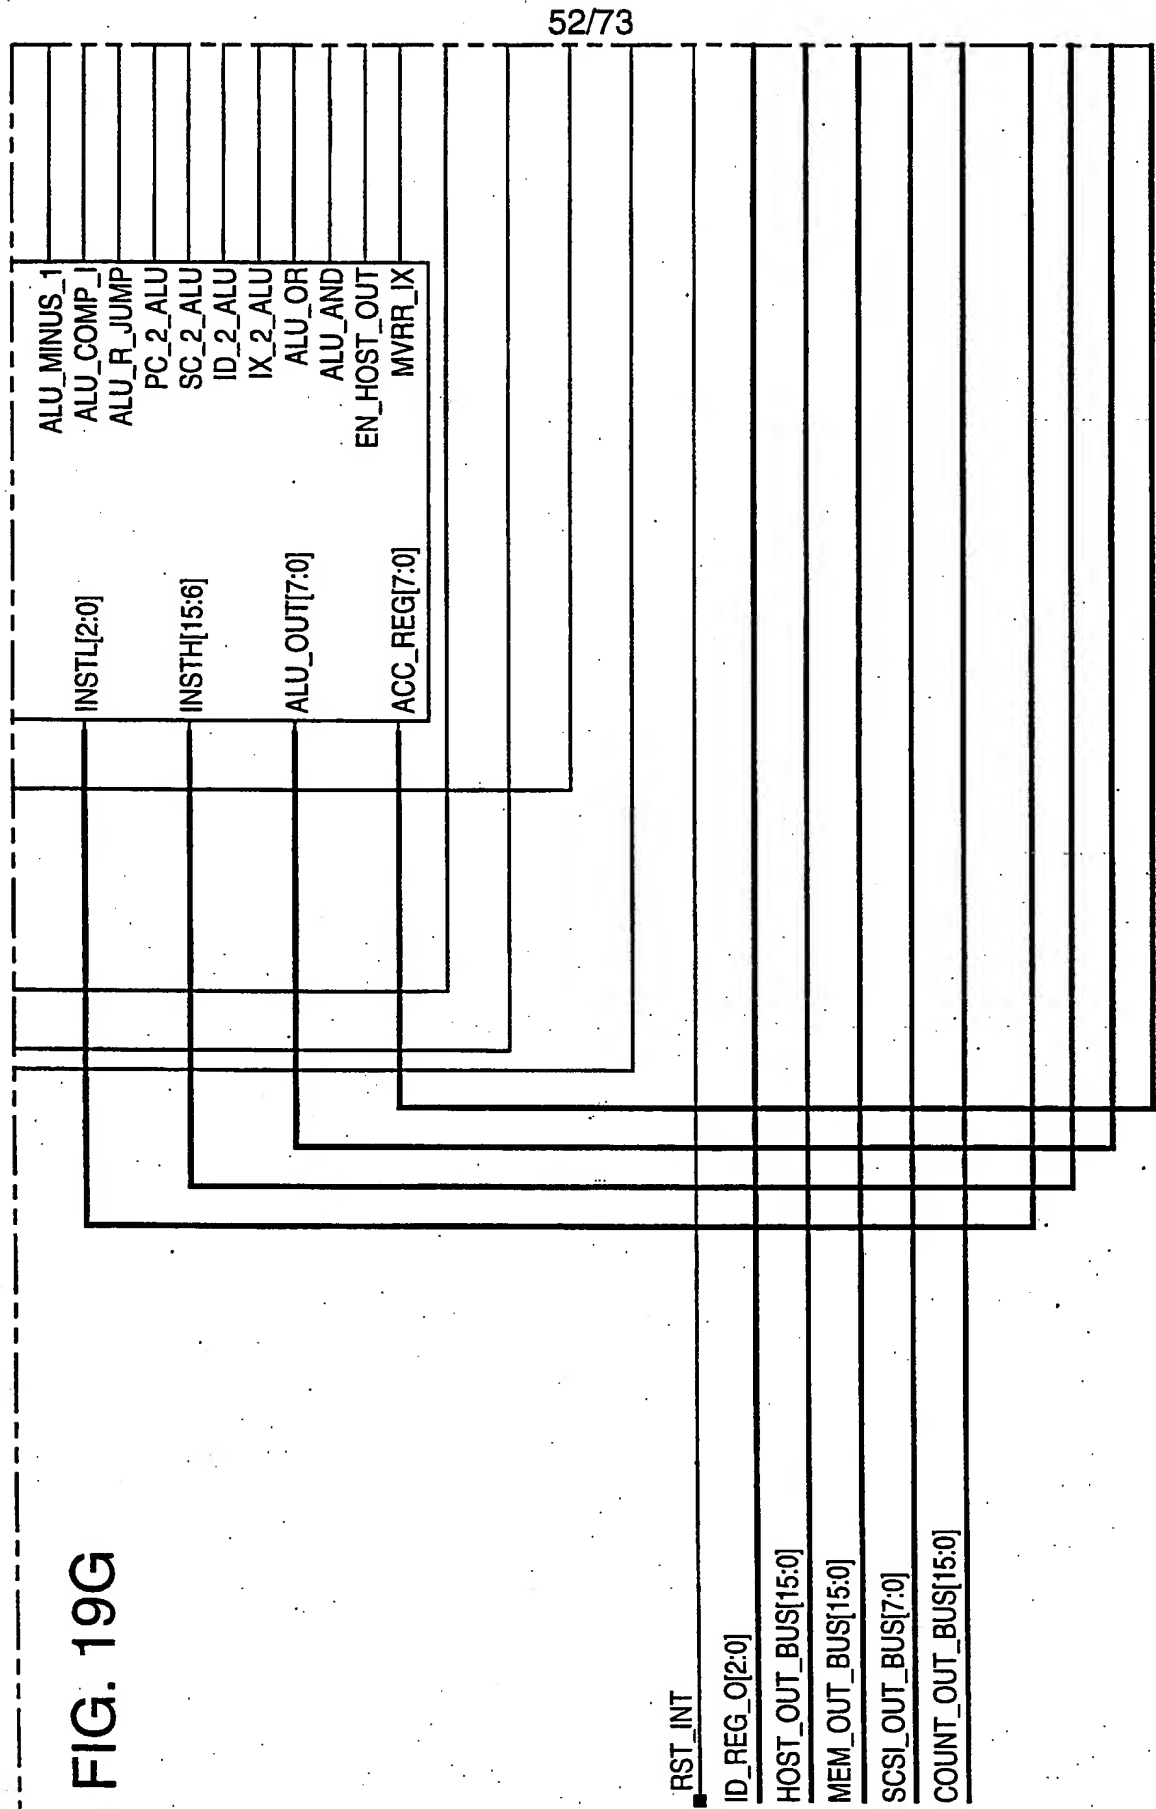 52/73
ALU_MINUS_1
ALU_COMP_I
ALU_R_JUMP
PC_2_ALU
SC_2_ALU
ID_2_ALU
IX_2_ALU
ALU_OR
ALU_AND
EN_HOST_OUT
MVRR_IX
INSTL[2:0]
INSTH[15:6]
ALU_OUT[7:0]
ACC_REG[7:0]
FIG. 19G
RST_INT
ID_REG_O[2:0]
HOST_OUT_BUS[15:0]
MEM_OUT_BUS[15:0]
SCSI_OUT_BUS[7:0]
COUNT_OUT_BUS[15:0]